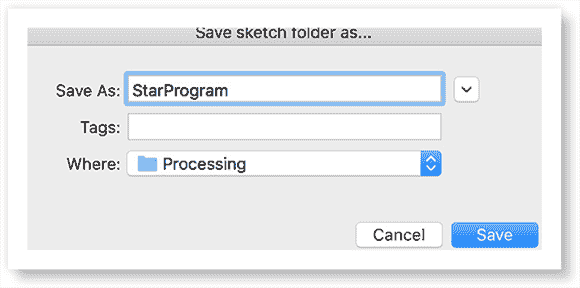 Save sketch folder as...
Save As: StarProgram
Tags:
Where: Processing
Cancel Save